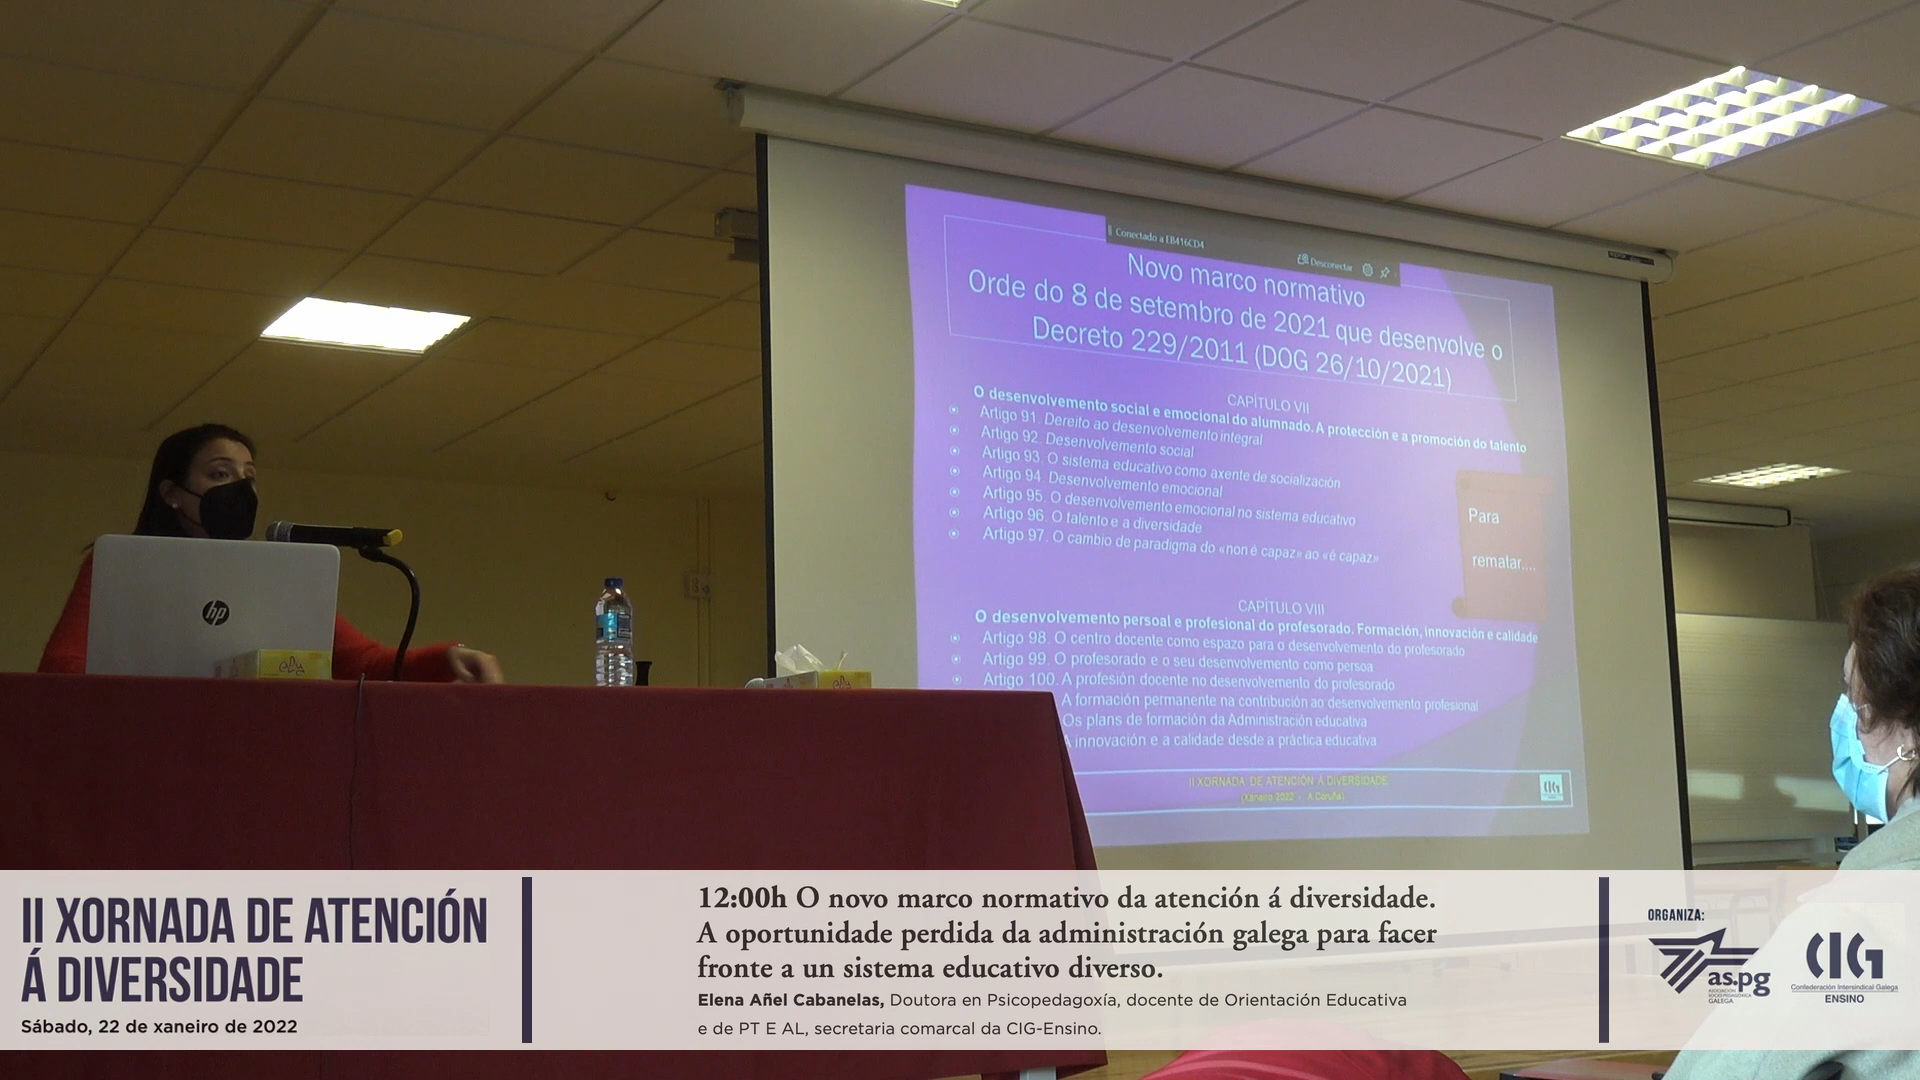 Conectado a EB416CD4
Desconectar
Novo marco normativo
Orde do 8 de setembro de 2021 que desenvolve o
Decreto 229/2011 (DOG 26/10/2021)
CAPÍTULO VII
O desenvolvemento social e emocional do alumnado. A protección e a promoción do talento
Artigo 91. Dereito ao desenvolvemento integral
Artigo 92. Desenvolvemento social
Artigo 93. O sistema educativo como axente de socialización
Artigo 94. Desenvolvemento emocional
Artigo 95. O desenvolvemento emocional no sistema educativo
Artigo 96. O talento e a diversidade
Artigo 97. O cambio de paradigma do «non é capaz» ao «é capaz»
Para
rematar....
CAPÍTULO VIII
O desenvolvemento persoal e profesional do profesorado. Formación, innovación e calidade
Artigo 98. O centro docente como espazo para o desenvolvemento do profesorado
Artigo 99. O profesorado e o seu desenvolvemento como persoa
Artigo 100. A profesión docente no desenvolvemento do profesorado
A formación permanente na contribución ao desenvolvemento profesional
Os plans de formación da Administración educativa
A innovación e a calidade desde a práctica educativa
II XORNADA DE ATENCIÓN Á DIVERSIDADE
(Xaneiro 2022 - A Coruña)
CIG
hp
II XORNADA DE ATENCIÓN
Á DIVERSIDADE
Sábado, 22 de xaneiro de 2022
12:00h O novo marco normativo da atención á diversidade.
A oportunidade perdida da administración galega para facer
fronte a un sistema educativo diverso.
Elena Añel Cabanelas, Doutora en Psicopedagoxía, docente de Orientación Educativa
e de PT E AL, secretaria comarcal da CIG-Ensino.
ORGANIZA:
as.pg
ASOCIACIÓN
SOCIO-PEDAGÓXICA
GALEGA
CIG
Confederación Intersindical Galega
ENSINO